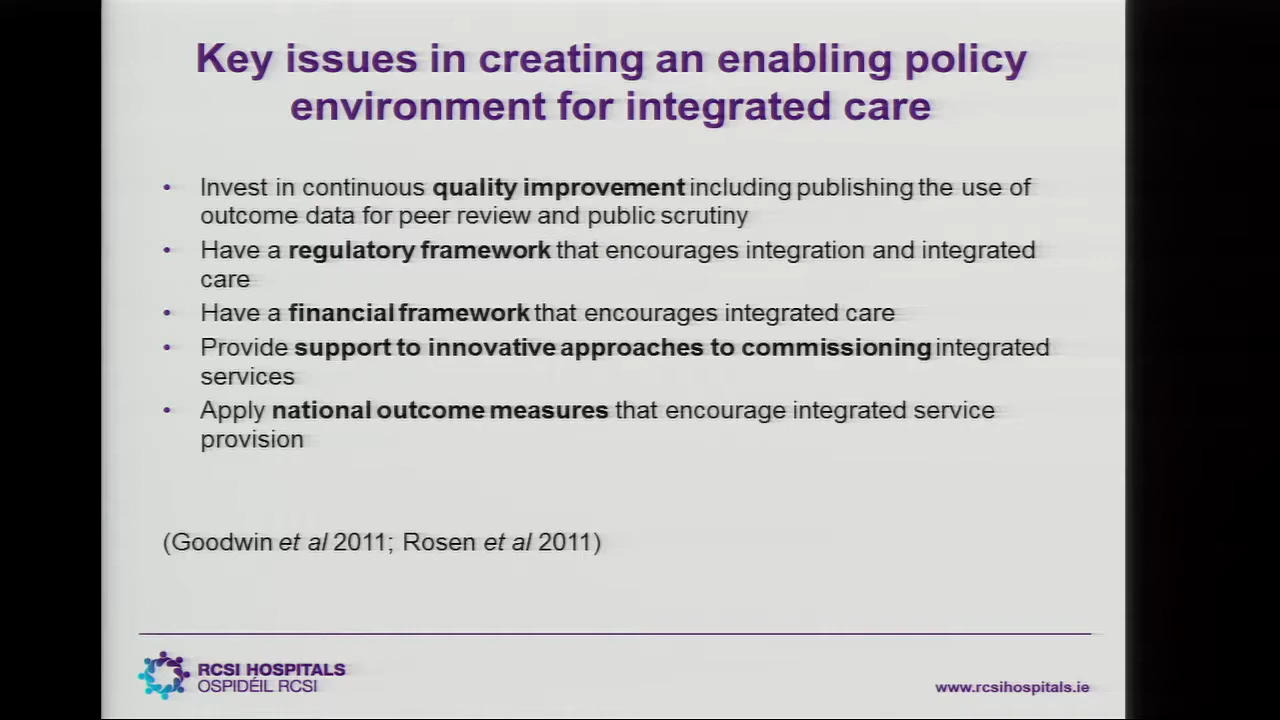 Key issues in creating an enabling policy
environment for integrated care
• Invest in continuous quality improvement including publishing the use of
outcome data for peer review and public scrutiny
• Have a regulatory framework that encourages integration and integrated
care
• Have a financial framework that encourages integrated care
• Provide support to innovative approaches to commissioning integrated
services
• Apply national outcome measures that encourage integrated service
provision
(Goodwin et al 2011; Rosen et al 2011)
RCSI HOSPITALS
OSPIDÉIL RCSI
www.rcsihospitals.ie